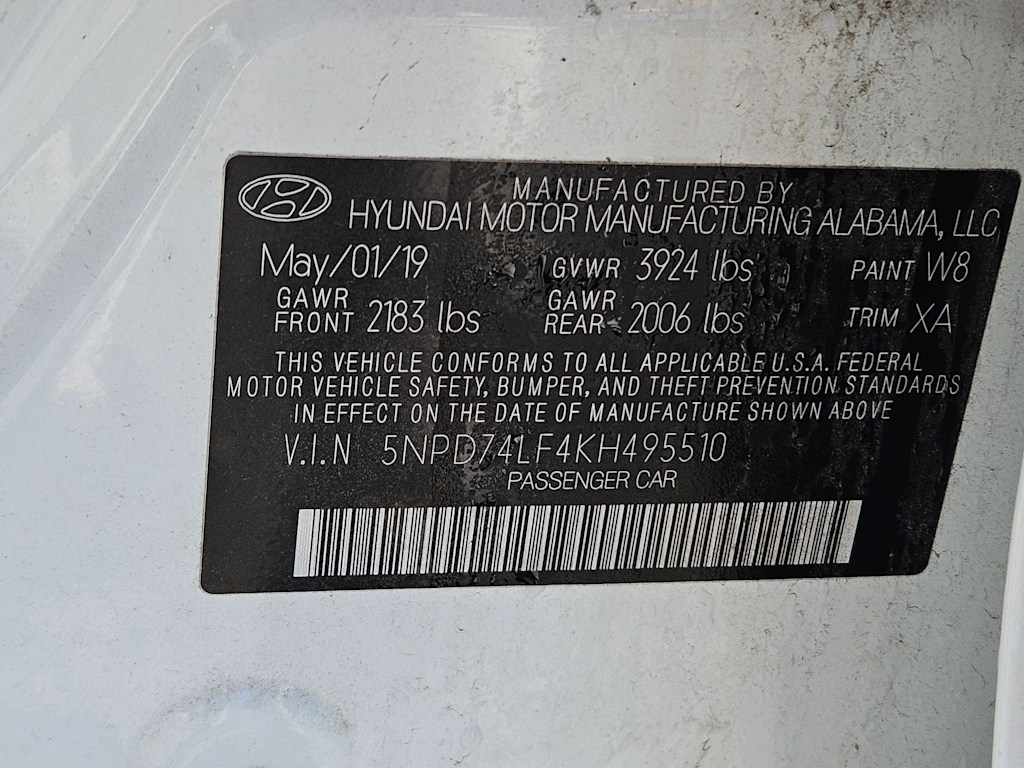 MANUFACTURED BY
HYUNDAI MOTOR MANUFACTURING ALABAMA, LLC
May/01/19 GVWR 3924 lbs PAINT W8
GAWR FRONT 2183 lbs GAWR REAR 2006 lbs TRIM XA
THIS VEHICLE CONFORMS TO ALL APPLICABLE U.S.A. FEDERAL
MOTOR VEHICLE SAFETY, BUMPER, AND THEFT PREVENTION STANDARDS
IN EFFECT ON THE DATE OF MANUFACTURE SHOWN ABOVE
V.I.N 5NPD74LF4KH495510
PASSENGER CAR